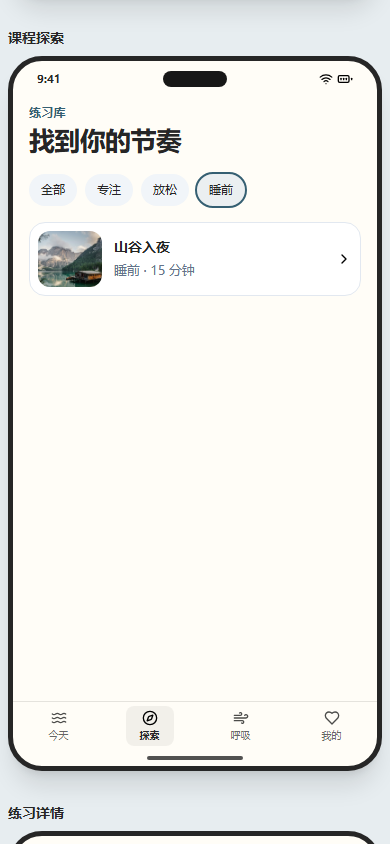 课程探索
9:41
练习库
找到你的节奏
全部 专注 放松 睡前
山谷入夜
睡前 · 15 分钟
今天 探索 呼吸 我的
练习详情